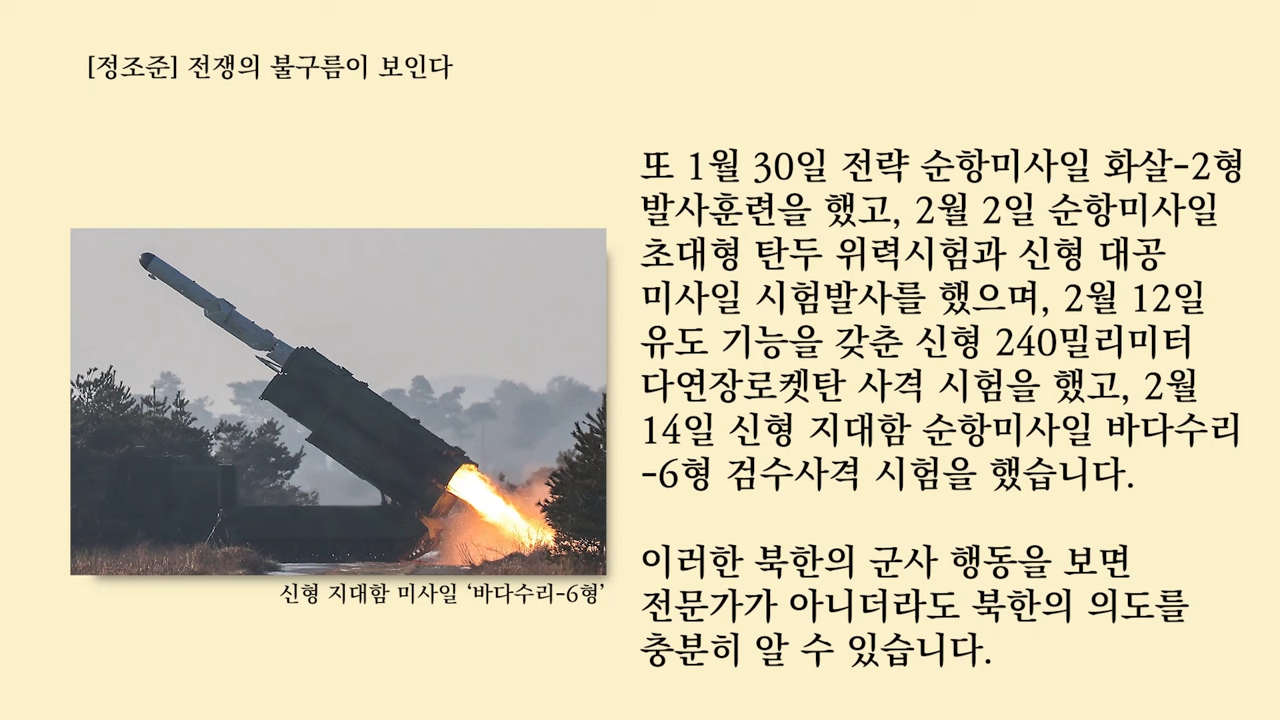 [정조준] 전쟁의 불구름이 보인다
또 1월 30일 전략 순항미사일 화살-2형
발사훈련을 했고, 2월 2일 순항미사일
초대형 탄두 위력시험과 신형 대공
미사일 시험발사를 했으며, 2월 12일
유도 기능을 갖춘 신형 240밀리미터
다연장로켓탄 사격 시험을 했고, 2월
14일 신형 지대함 순항미사일 바다수리
-6형 검수사격 시험을 했습니다.
이러한 북한의 군사 행동을 보면
전문가가 아니더라도 북한의 의도를
충분히 알 수 있습니다.
신형 지대함 미사일 ‘바다수리-6형’